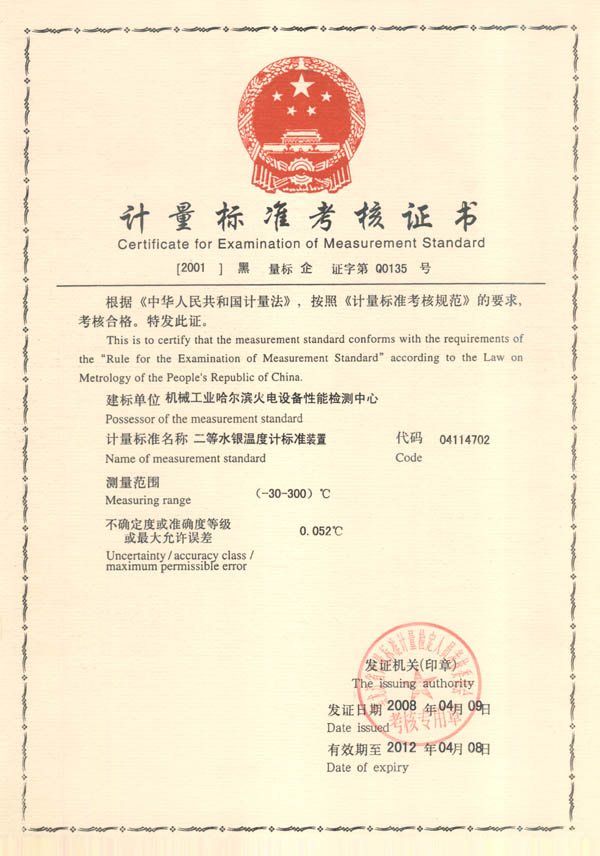 计量标准考核证书
Certificate for Examination of Measurement Standard
[2001 ] 黑 量标 企 证字第 Q0135 号
根据《中华人民共和国计量法》，按照《计量标准考核规范》的要求，
考核合格。特发此证。
This is to certify that the measurement standard conforms with the requirements of
the “Rule for the Examination of Measurement Standard” according to the Law on
Metrology of the People's Republic of China.
建标单位 机械工业哈尔滨火电设备性能检测中心
Possessor of the measurement standard
计量标准名称 二等水银温度计标准装置 代码 04114702
Name of measurement standard Code
测量范围
Measuring range (-30-300) ℃
不确定度或准确度等级
或最大允许误差 0.052℃
Uncertainty / accuracy class /
maximum permissible error
发证机关(印章)
The issuing authority
发证日期 2008 年 04月 09日
Date issued
考核专用章
有效期至 2012 年 04月 08日
Date of expiry